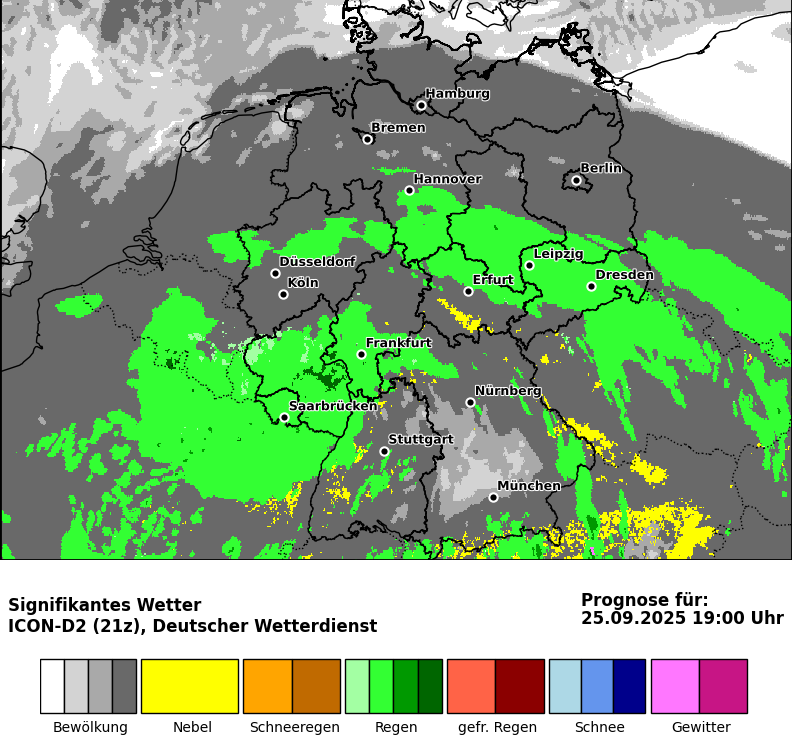 Hamburg
Bremen
Berlin
Hannover
Leipzig
Düsseldorf
Dresden
Köln
Erfurt
Frankfurt
Nürnberg
Saarbrücken
Stuttgart
München
Signifikantes Wetter
ICON-D2 (21z), Deutscher Wetterdienst
Prognose für:
25.09.2025 19:00 Uhr
Bewölkung Nebel Schneeregen Regen gefr. Regen Schnee Gewitter